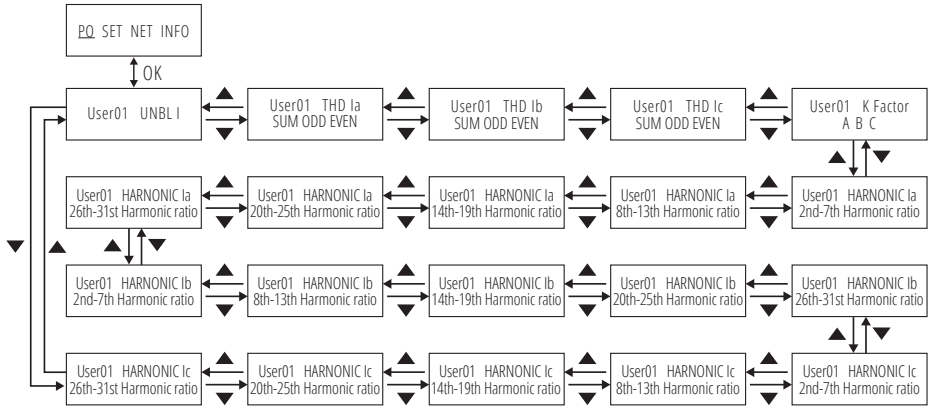 PQ SET NET INFO
OK
User01 UNBL I
User01 THD Ia
SUM ODD EVEN
User01 THD Ib
SUM ODD EVEN
User01 THD Ic
SUM ODD EVEN
User01 K Factor
A B C
User01 HARNONIC Ia
26th-31st Harmonic ratio
User01 HARNONIC Ia
20th-25th Harmonic ratio
User01 HARNONIC Ia
14th-19th Harmonic ratio
User01 HARNONIC Ia
8th-13th Harmonic ratio
User01 HARNONIC Ia
2nd-7th Harmonic ratio
User01 HARNONIC Ib
2nd-7th Harmonic ratio
User01 HARNONIC Ib
8th-13th Harmonic ratio
User01 HARNONIC Ib
14th-19th Harmonic ratio
User01 HARNONIC Ib
20th-25th Harmonic ratio
User01 HARNONIC Ib
26th-31st Harmonic ratio
User01 HARNONIC Ic
26th-31st Harmonic ratio
User01 HARNONIC Ic
20th-25th Harmonic ratio
User01 HARNONIC Ic
14th-19th Harmonic ratio
User01 HARNONIC Ic
8th-13th Harmonic ratio
User01 HARNONIC Ic
2nd-7th Harmonic ratio